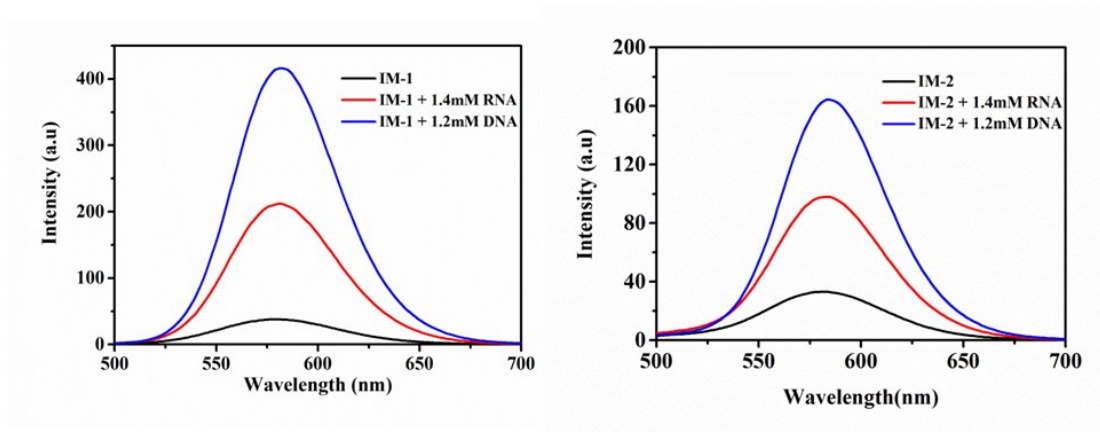 400
300
200
100
0
500
550
600
650
700
Intensity (a.u)
Wavelength (nm)
IM-1
IM-1 + 1.4mM RNA
IM-1 + 1.2mM DNA
200
160
120
80
40
0
500
550
600
650
700
Intensity (a.u)
Wavelength(nm)
IM-2
IM-2 + 1.4mM RNA
IM-2 + 1.2mM DNA